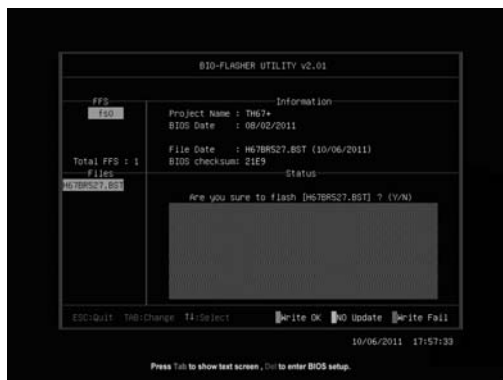 BIO-FLASHER UTILITY v2.01
FFS
fs0
Total FFS : 1
Files
H67BR527.BST
Information
Project Name : TH67+
BIOS Date : 08/02/2011
File Date : H67BR527.BST (10/06/2011)
BIOS checksum: 21E9
Status
Are you sure to flash [H67BR527.BST] ? (Y/N)
ESC:Quit TAB:Change ↑↓:Select Write OK NO Update Write Fail
10/06/2011 17:57:33
Press Tab to show text screen , Del to enter BIOS setup.